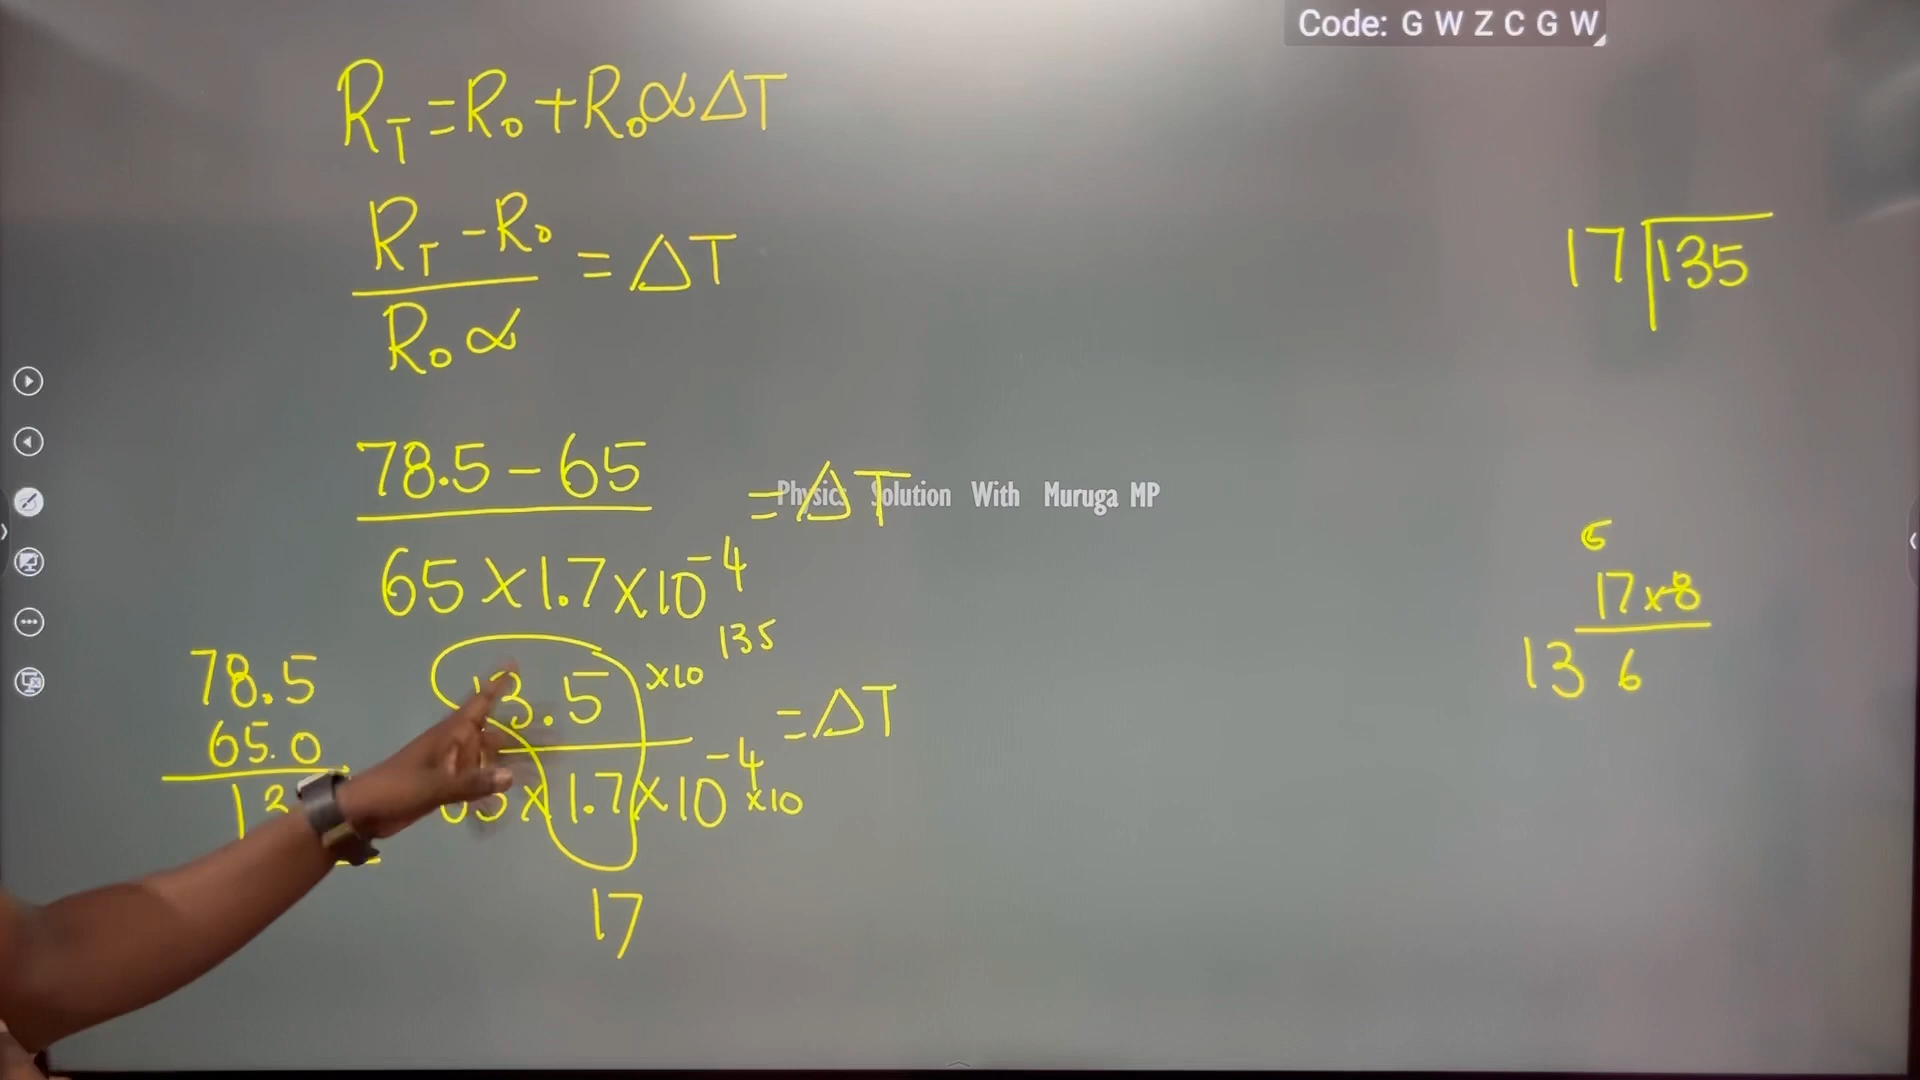 Code: G W Z C G W
R_T = R_0 + R_0 α ΔT
R_T - R_0 / R_0 α = ΔT
17 | 135
78.5 - 65 / 65 × 1.7 × 10^-4 = ΔT
Physics Solution With Muruga MP
6
17 × 8
13 6
135
3.5 × 10 / × 1.7 × 10^-4 × 10 = ΔT
78.5
65.0
1
17